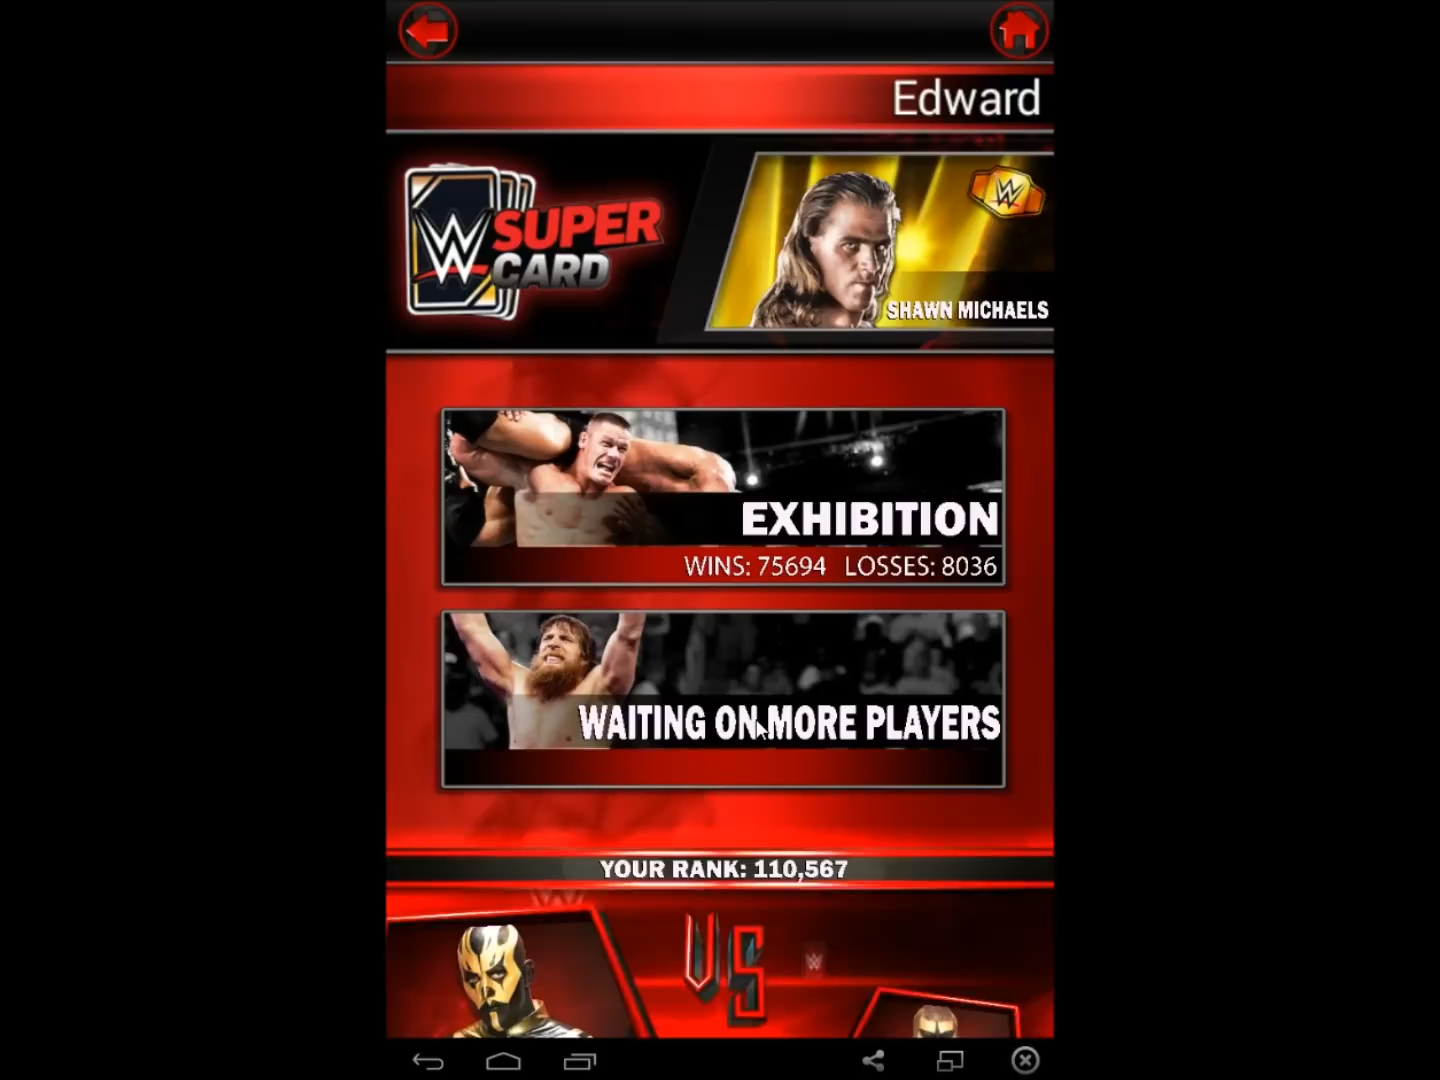 Edward
W SUPER
CARD
W
SHAWN MICHAELS
EXHIBITION
WINS: 75694 LOSSES: 8036
WAITING ON MORE PLAYERS
YOUR RANK: 110,567
VS